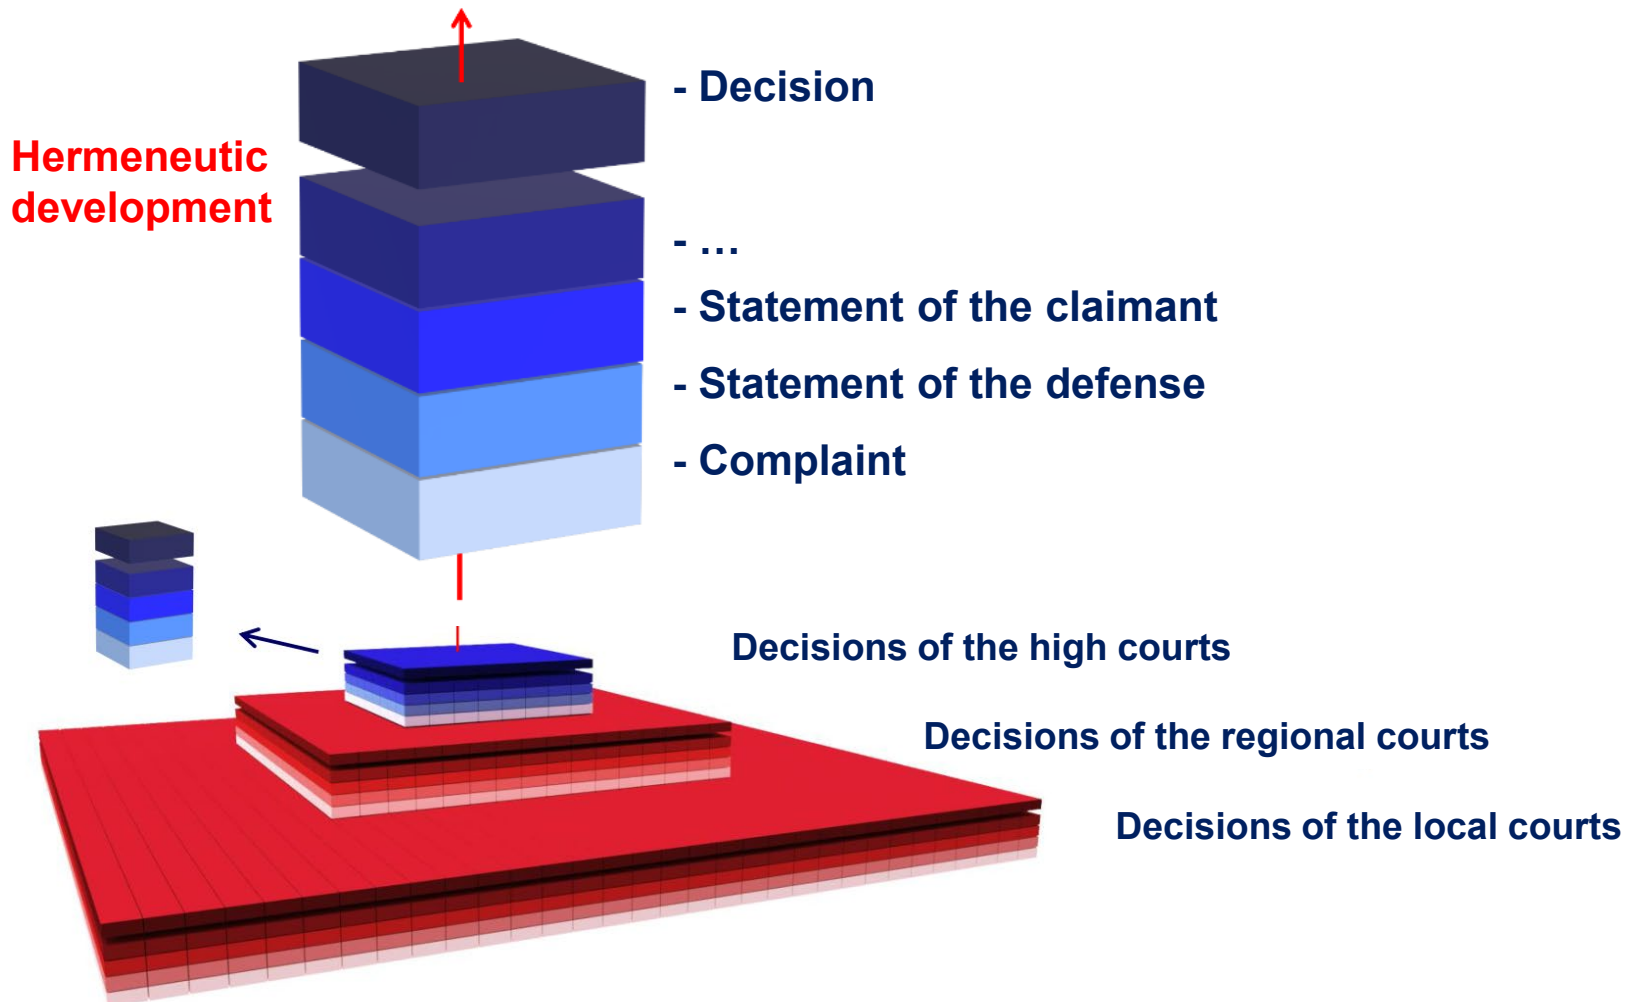 - Decision
Hermeneutic
development
- …
- Statement of the claimant
- Statement of the defense
- Complaint
Decisions of the high courts
Decisions of the regional courts
Decisions of the local courts